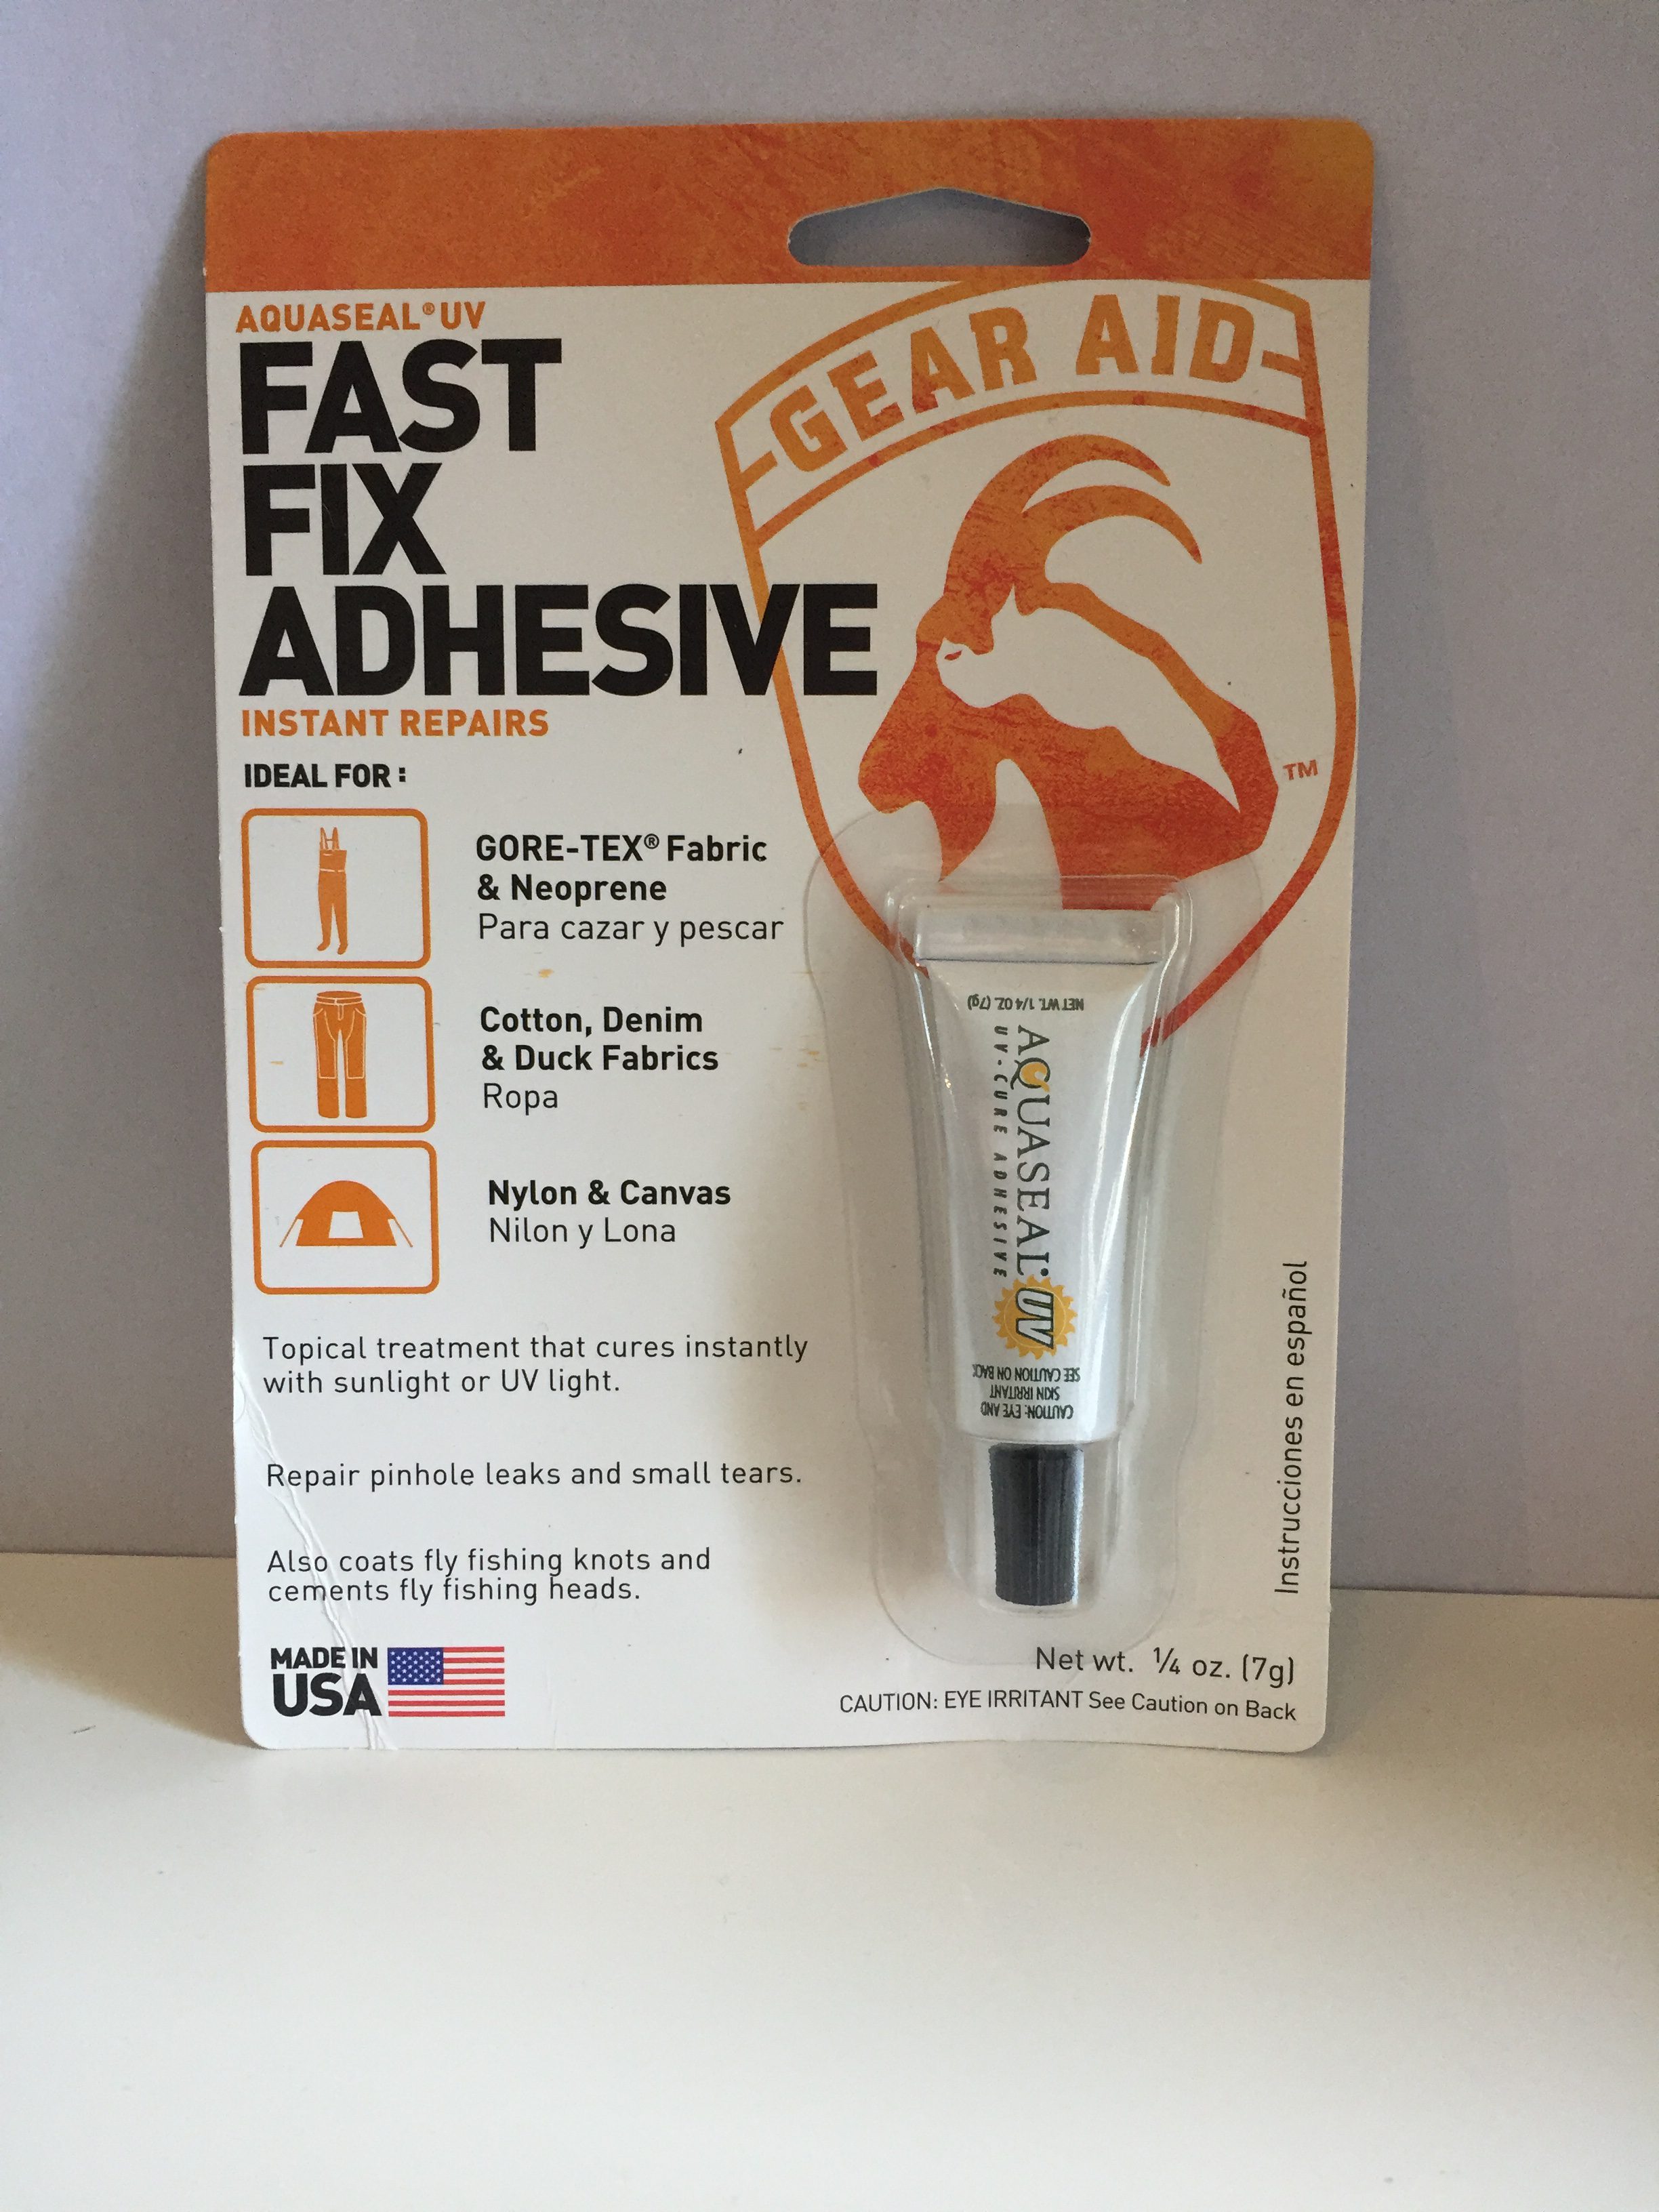 AQUASEAL® UV
FAST
FIX
ADHESIVE
INSTANT REPAIRS
GEAR AID
TM
IDEAL FOR:
GORE-TEX® Fabric
& Neoprene
Para cazar y pescar
Cotton, Denim
& Duck Fabrics
Ropa
Nylon & Canvas
Nilon y Lona
Topical treatment that cures instantly
with sunlight or UV light.
Repair pinhole leaks and small tears.
Also coats fly fishing knots and
cements fly fishing heads.
MADE IN
USA
NET WT. 1/4 OZ. (7g)
AQUASEAL® UV
UV-CURE ADHESIVE
CAUTION: EYE AND
SKIN IRRITANT
SEE CAUTION ON BACK
Instrucciones en español
Net wt. ¼ oz. (7g)
CAUTION: EYE IRRITANT See Caution on Back